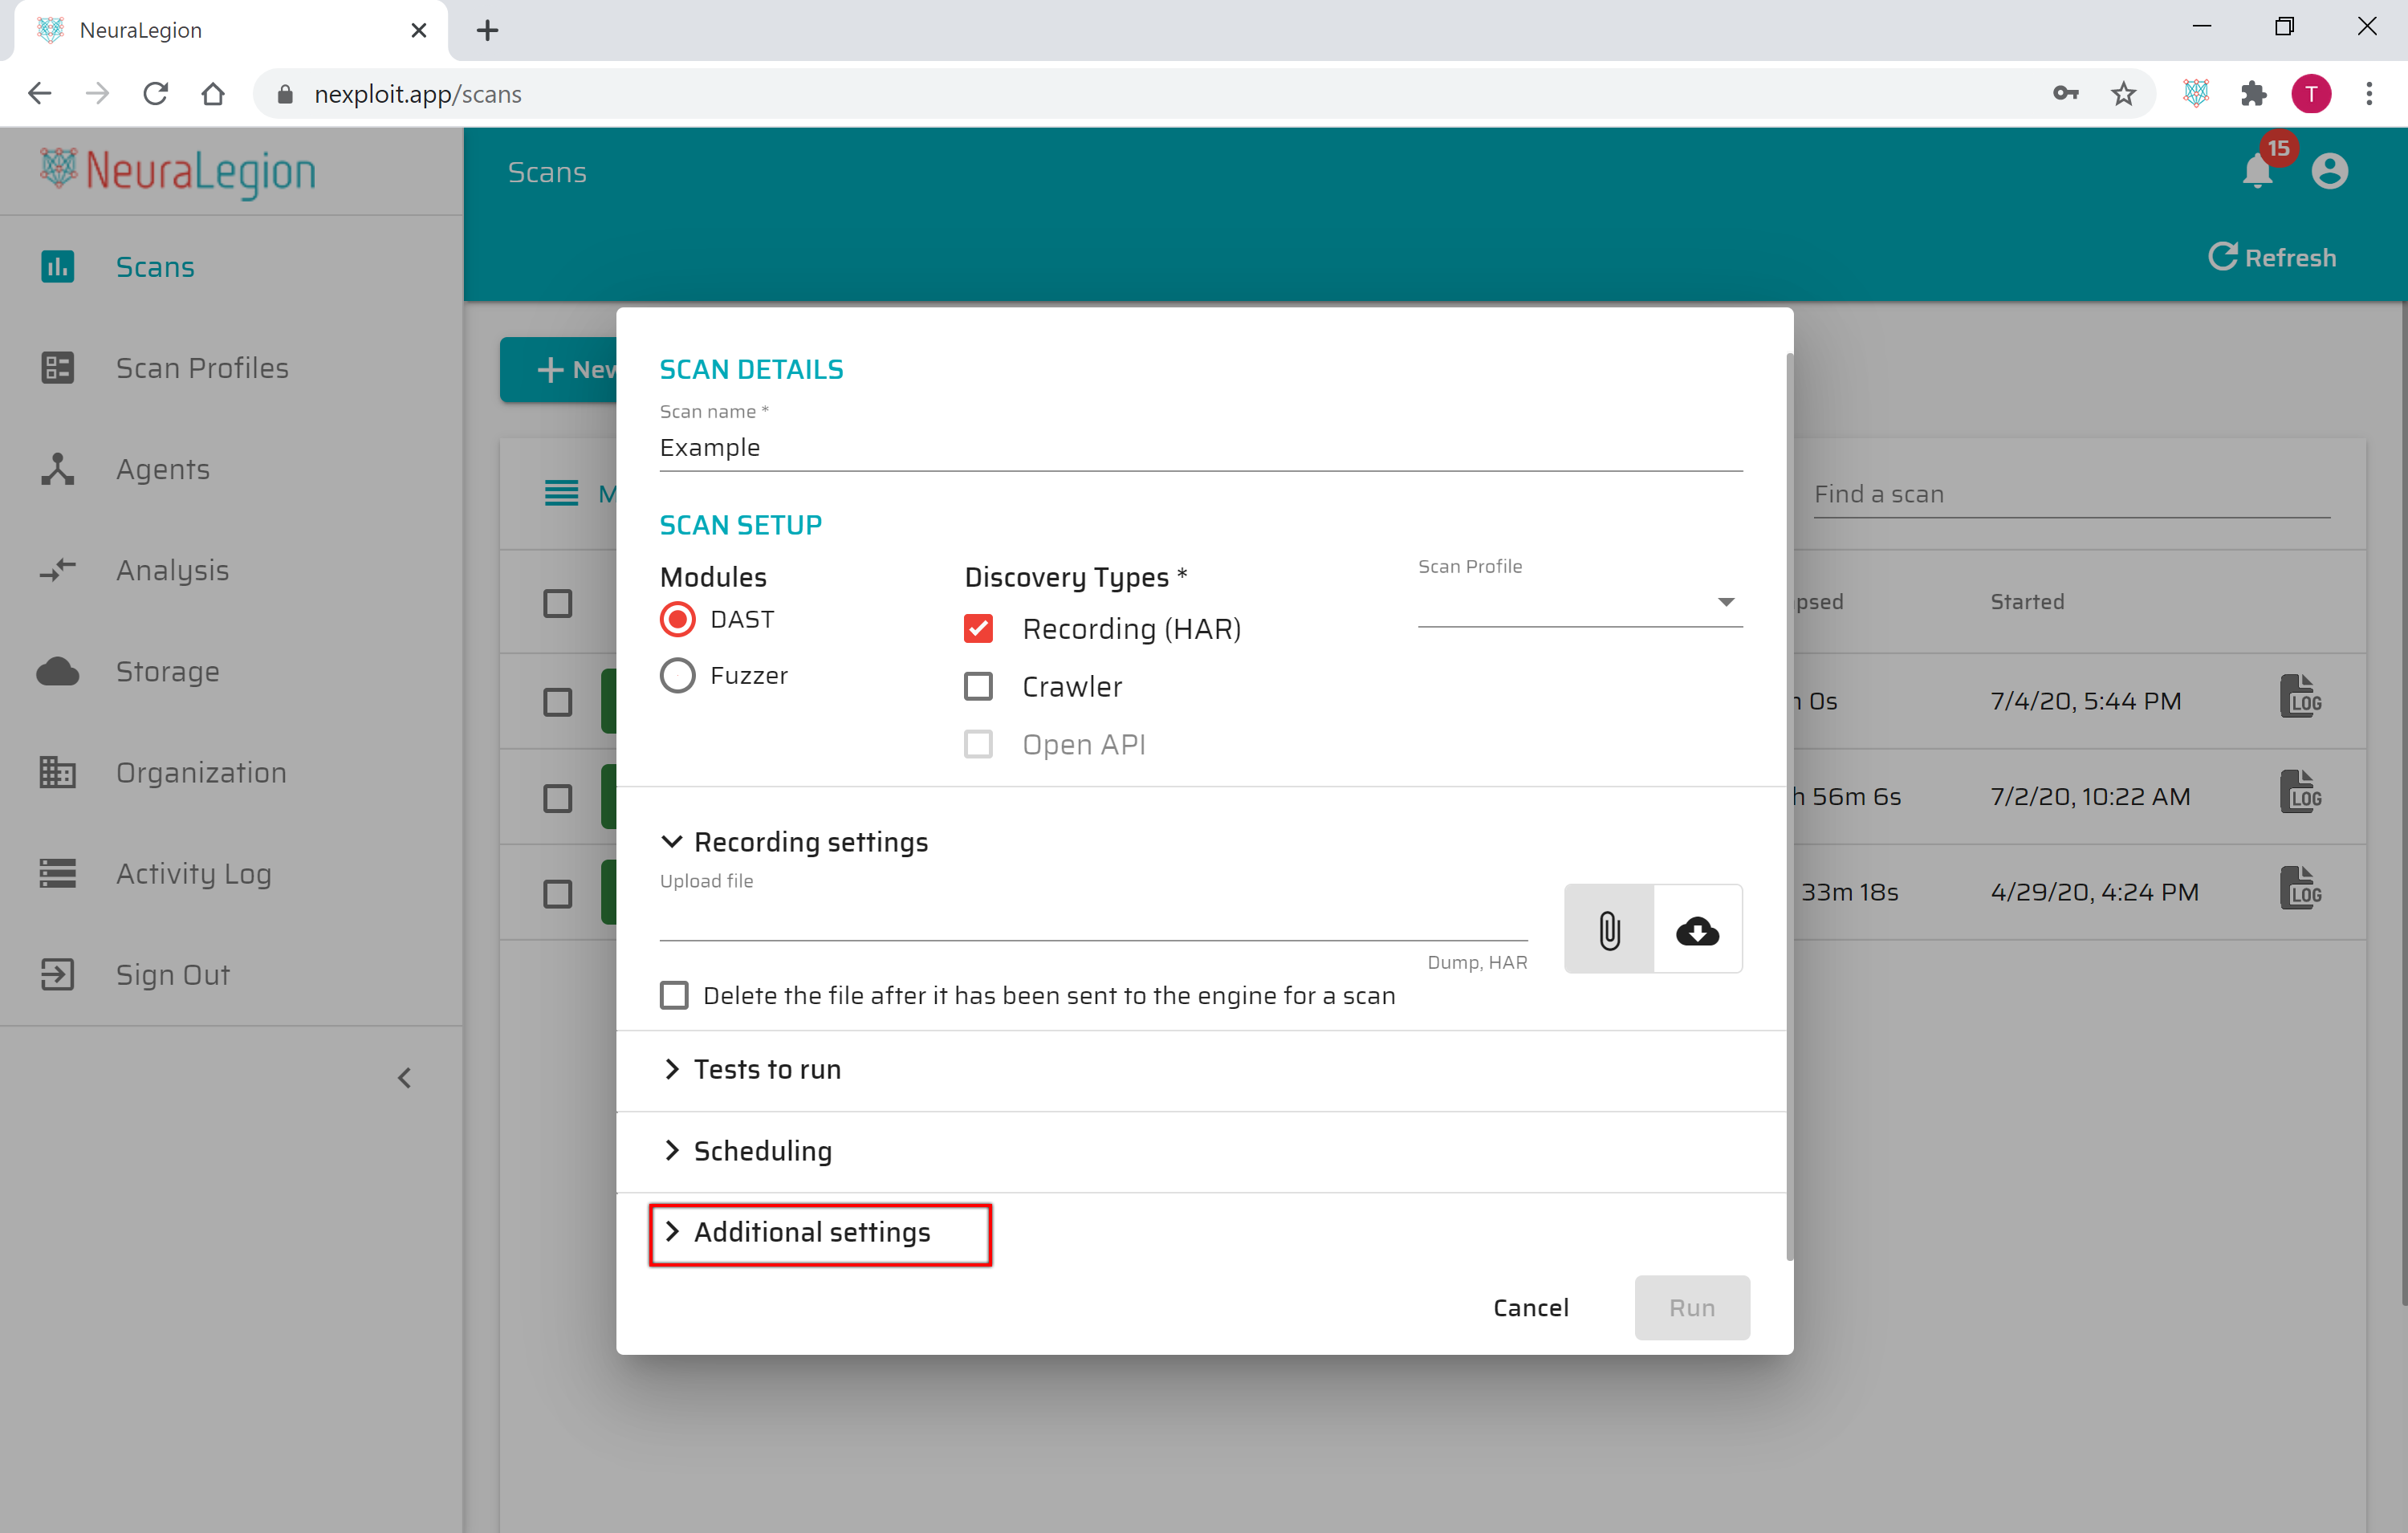 NeuraLegion
nexploit.app/scans
T
NeuraLegion
Scans
15
Refresh
Scans
Scan Profiles
Agents
Analysis
Storage
Organization
Activity Log
Sign Out
New
M
Find a scan
psed
Started
0s
7/4/20, 5:44 PM
LOG
h 56m 6s
7/2/20, 10:22 AM
LOG
33m 18s
4/29/20, 4:24 PM
LOG
SCAN DETAILS
Scan name *
Example
SCAN SETUP
Modules
DAST
Fuzzer
Discovery Types *
Recording (HAR)
Crawler
Open API
Scan Profile
Recording settings
Upload file
Dump, HAR
Delete the file after it has been sent to the engine for a scan
Tests to run
Scheduling
Additional settings
Cancel
Run